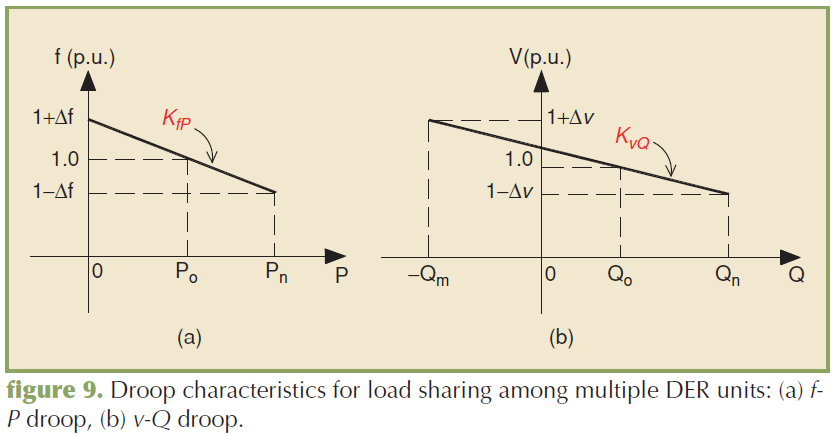 f (p.u.)
V(p.u.)
1+Δf
K_fP
1.0
1–Δf
0
P_o
P_n
P
(a)
1+Δv
K_vQ
1.0
1–Δv
–Q_m
0
Q_o
Q_n
Q
(b)
figure 9. Droop characteristics for load sharing among multiple DER units: (a) f-
P droop, (b) v-Q droop.